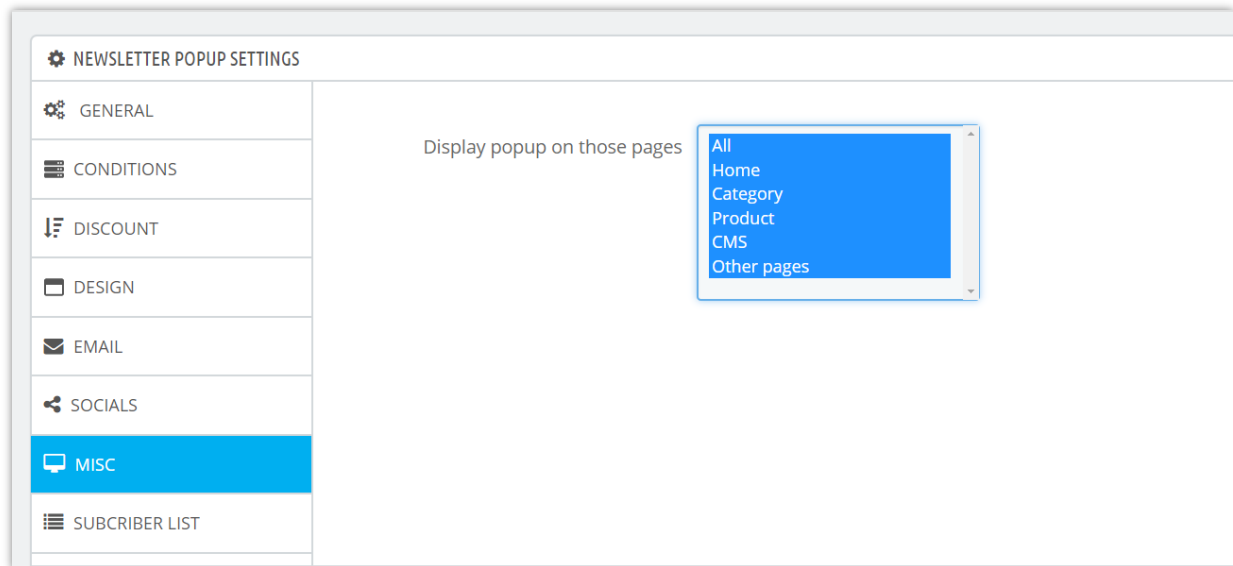 NEWSLETTER POPUP SETTINGS
GENERAL
CONDITIONS
DISCOUNT
DESIGN
EMAIL
SOCIALS
MISC
SUBCRIBER LIST
Display popup on those pages
All
Home
Category
Product
CMS
Other pages